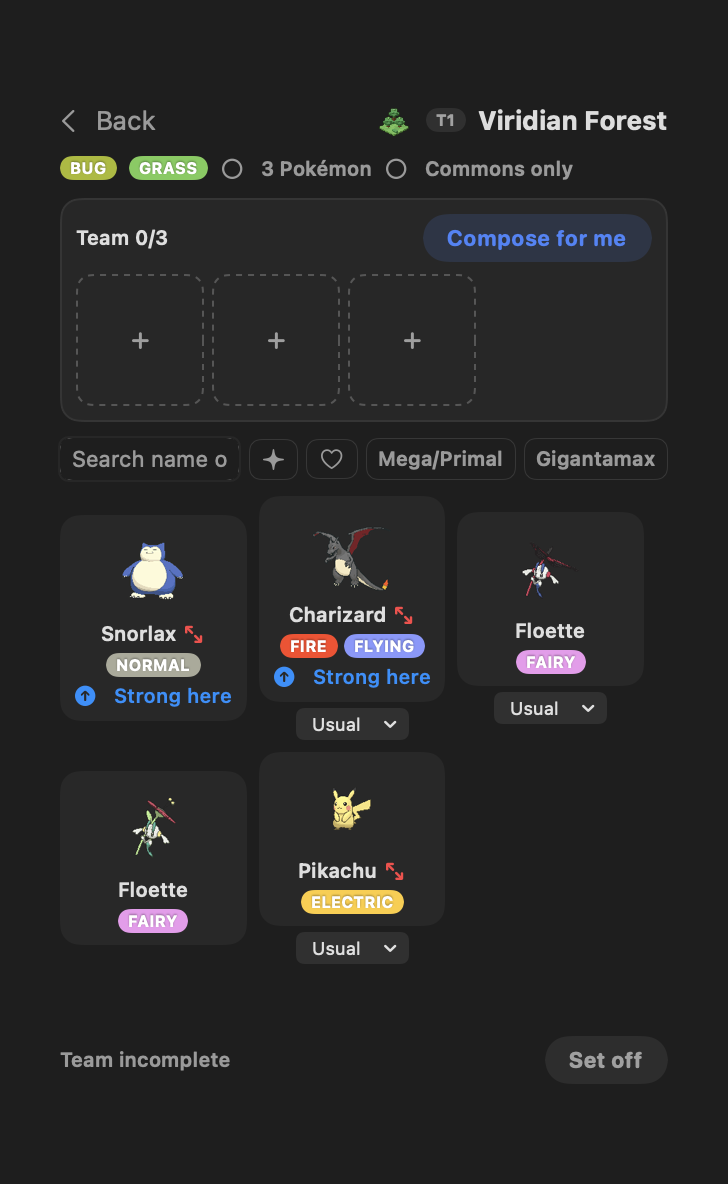 Back
T1 Viridian Forest
BUG GRASS 3 Pokémon Commons only
Team 0/3
Compose for me
+ + +
Search name o
Mega/Primal
Gigantamax
Snorlax
NORMAL
Strong here
Charizard
FIRE FLYING
Strong here
Usual
Floette
FAIRY
Usual
Floette
FAIRY
Pikachu
ELECTRIC
Usual
Team incomplete
Set off